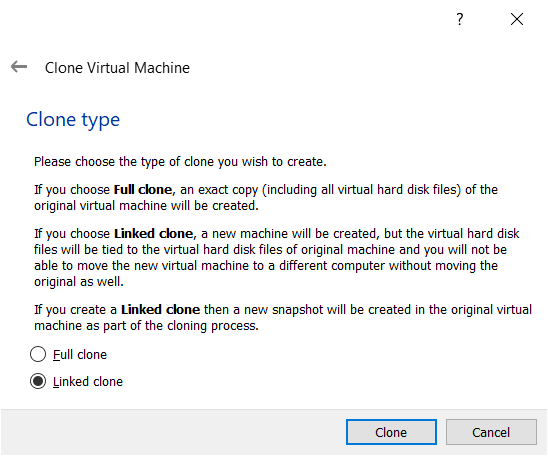 ?
Clone Virtual Machine
Clone type
Please choose the type of clone you wish to create.
If you choose Full clone, an exact copy (including all virtual hard disk files) of the
original virtual machine will be created.
If you choose Linked clone, a new machine will be created, but the virtual hard disk
files will be tied to the virtual hard disk files of original machine and you will not be
able to move the new virtual machine to a different computer without moving the
original as well.
If you create a Linked clone then a new snapshot will be created in the original virtual
machine as part of the cloning process.
Full clone
Linked clone
Clone Cancel